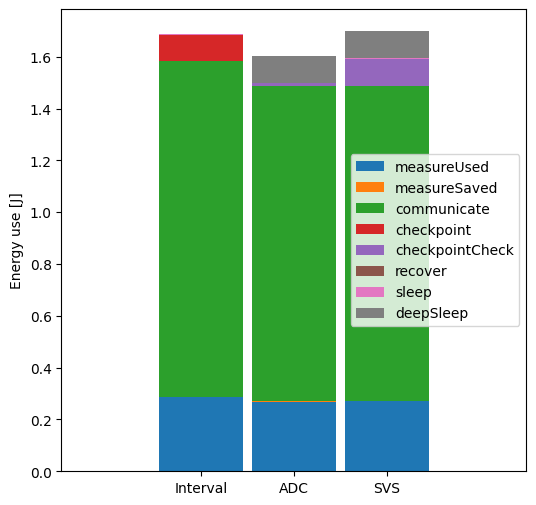 1.6
1.4
1.2
1.0
0.8
0.6
0.4
0.2
0.0
Energy use [J]
measureUsed
measureSaved
communicate
checkpoint
checkpointCheck
recover
sleep
deepSleep
Interval ADC SVS